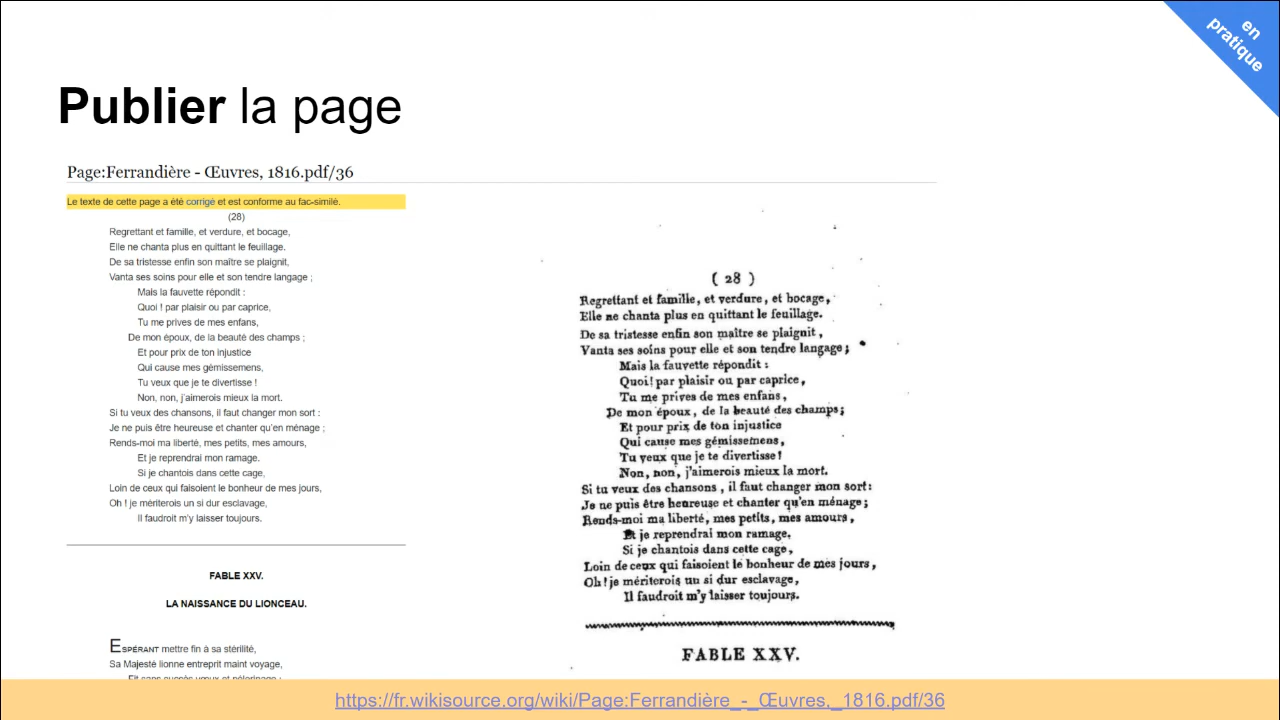 en
pratique
Publier la page
Page:Ferrandière - Œuvres, 1816.pdf/36
Le texte de cette page a été corrigé et est conforme au fac-similé.
(28)
Regrettant et famille, et verdure, et bocage,
Elle ne chanta plus en quittant le feuillage.
De sa tristesse enfin son maître se plaignit,
Vanta ses soins pour elle et son tendre langage ;
Mais la fauvette répondit :
Quoi ! par plaisir ou par caprice,
Tu me prives de mes enfans,
De mon époux, de la beauté des champs ;
Et pour prix de ton injustice
Qui cause mes gémissemens,
Tu veux que je te divertisse !
Non, non, j'aimerois mieux la mort.
Si tu veux des chansons, il faut changer mon sort :
Je ne puis être heureuse et chanter qu'en ménage ;
Rends-moi ma liberté, mes petits, mes amours,
Et je reprendrai mon ramage.
Si je chantois dans cette cage,
Loin de ceux qui faisoient le bonheur de mes jours,
Oh ! je mériterois un si dur esclavage,
Il faudroit m'y laisser toujours.
FABLE XXV.
LA NAISSANCE DU LIONCEAU.
Espérant mettre fin à sa stérilité,
Sa Majesté lionne entreprit maint voyage,
Fit sans succès vœux et pélerinage ;
( 28 )
Regrettant et famille, et verdure, et bocage,
Elle ne chanta plus en quittant le feuillage.
De sa tristesse enfin son maître se plaignit,
Vanta ses soins pour elle et son tendre langage ;
Mais la fauvette répondit :
Quoi! par plaisir ou par caprice,
Tu me prives de mes enfans,
De mon époux, de la beauté des champs;
Et pour prix de ton injustice
Qui cause mes gémissemens,
Tu veux que je te divertisse!
Non, non, j'aimerois mieux la mort.
Si tu veux des chansons, il faut changer mon sort:
Je ne puis être heureuse et chanter qu'en ménage;
Rends-moi ma liberté, mes petits, mes amours,
Et je reprendrai mon ramage.
Si je chantois dans cette cage,
Loin de ceux qui faisoient le bonheur de mes jours,
Oh! je mériterois un si dur esclavage,
Il faudroit m'y laisser toujours.
FABLE XXV.
https://fr.wikisource.org/wiki/Page:Ferrandière_-_Œuvres,_1816.pdf/36